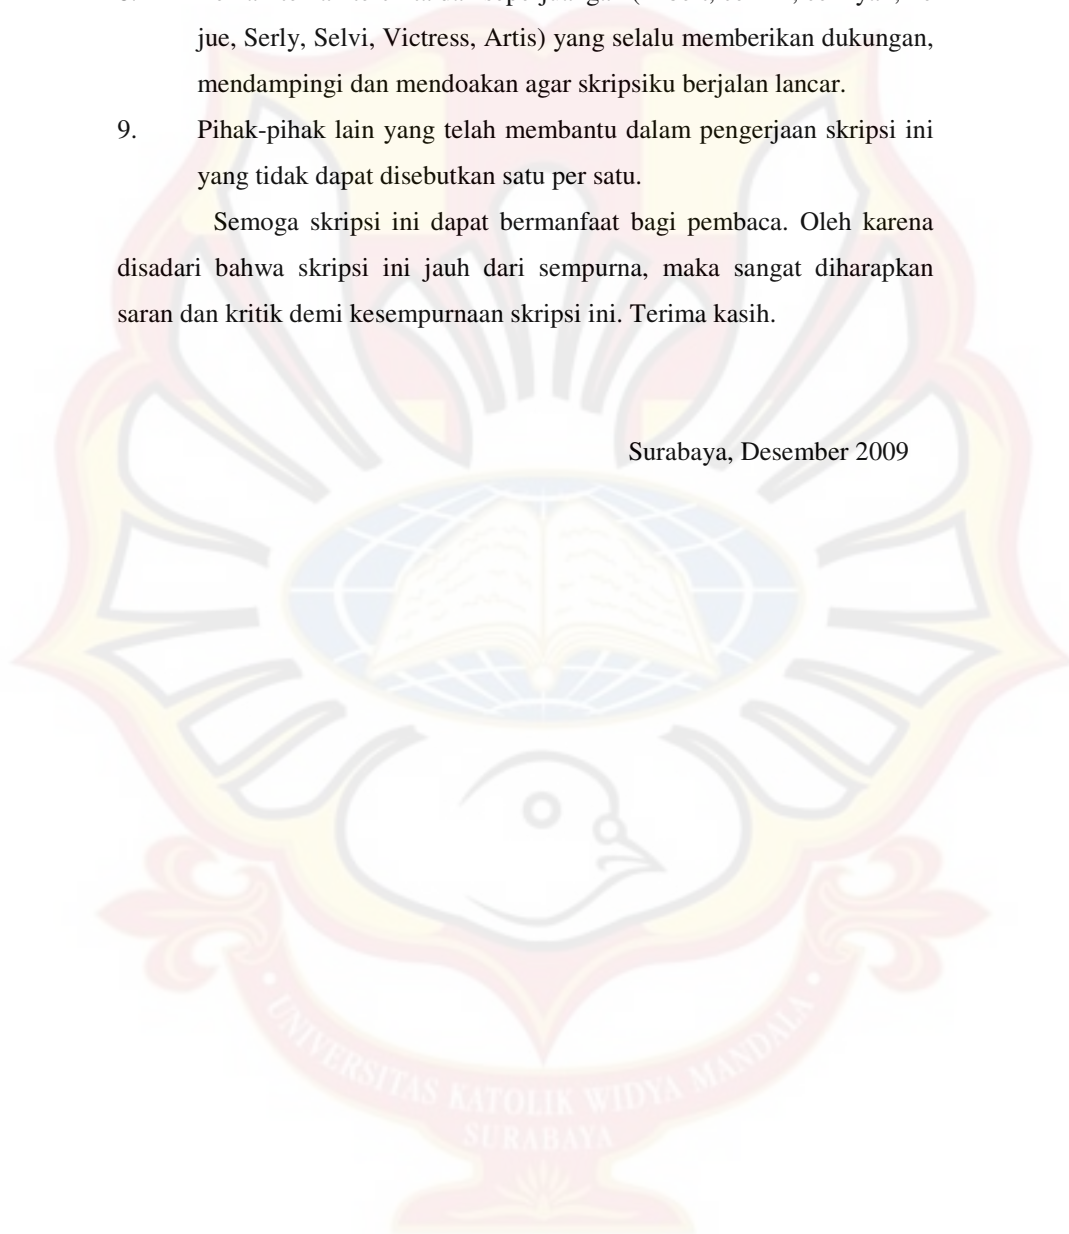 jue, Serly, Selvi, Victress, Artis) yang selalu memberikan dukungan,
mendampingi dan mendoakan agar skripsiku berjalan lancar.
9. Pihak-pihak lain yang telah membantu dalam pengerjaan skripsi ini
yang tidak dapat disebutkan satu per satu.
Semoga skripsi ini dapat bermanfaat bagi pembaca. Oleh karena
disadari bahwa skripsi ini jauh dari sempurna, maka sangat diharapkan
saran dan kritik demi kesempurnaan skripsi ini. Terima kasih.
Surabaya, Desember 2009
UNIVERSITAS KATOLIK WIDYA MANDALA
SURABAYA